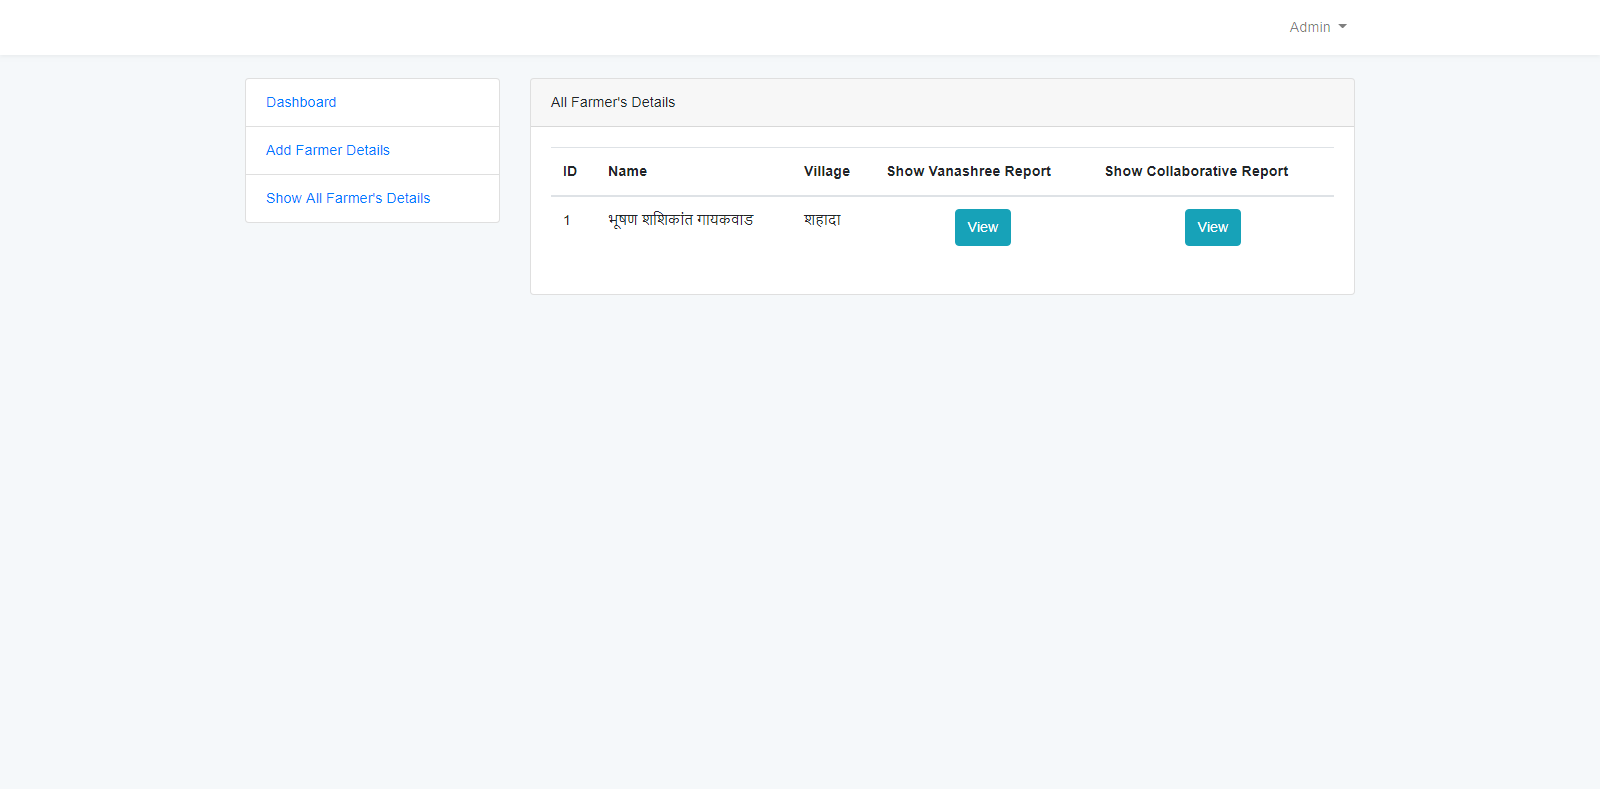 Admin
Dashboard
Add Farmer Details
Show All Farmer's Details
All Farmer's Details
ID Name Village Show Vanashree Report Show Collaborative Report
1 भूषण शशिकांत गायकवाड शहादा View View